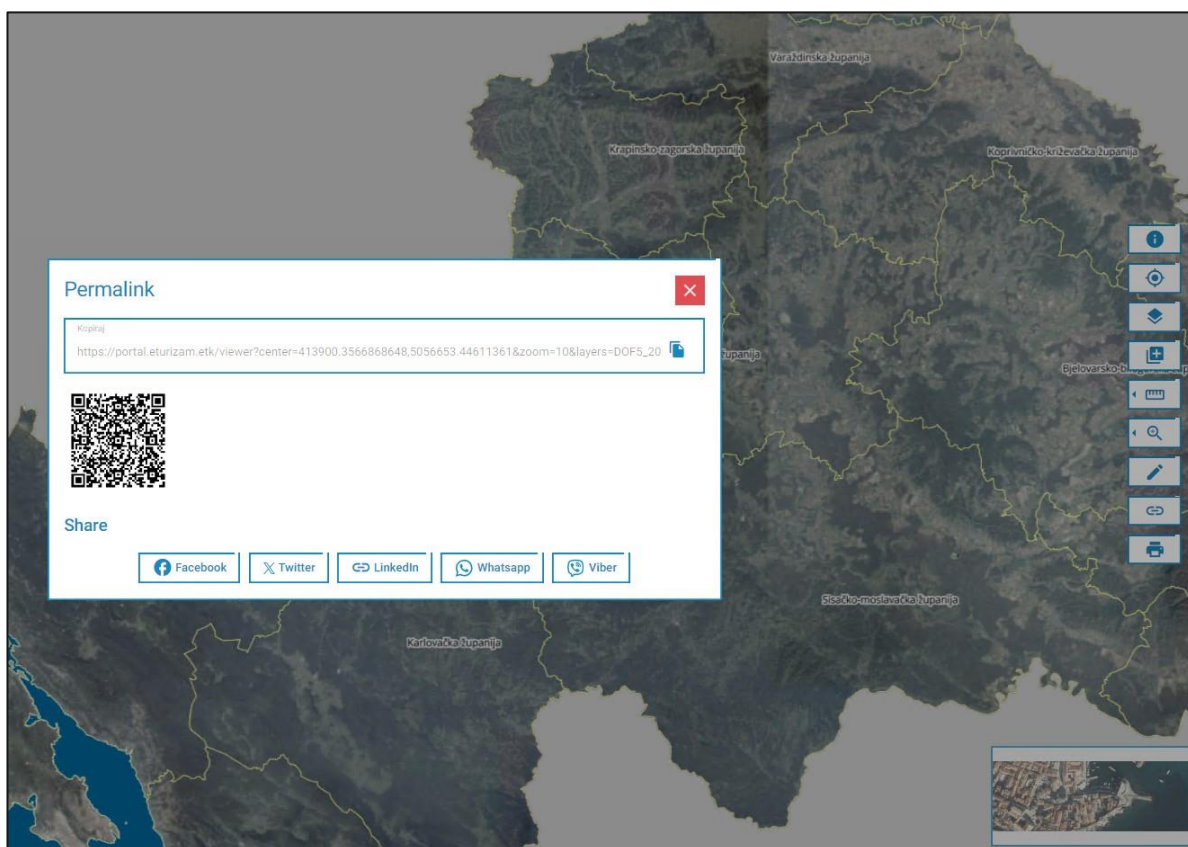 Varaždinska županija
Krapinsko-zagorska županija
Koprivničko-križevačka županija
Permalink
Kopiraj
https://portal.eturizam.etk/viewer?center=413900.3566868648,5056653.44611361&zoom=10&layers=DOF5_20
županija
Share
Facebook
Twitter
LinkedIn
Whatsapp
Viber
Sisačko-moslavačka županija
Karlovačka županija